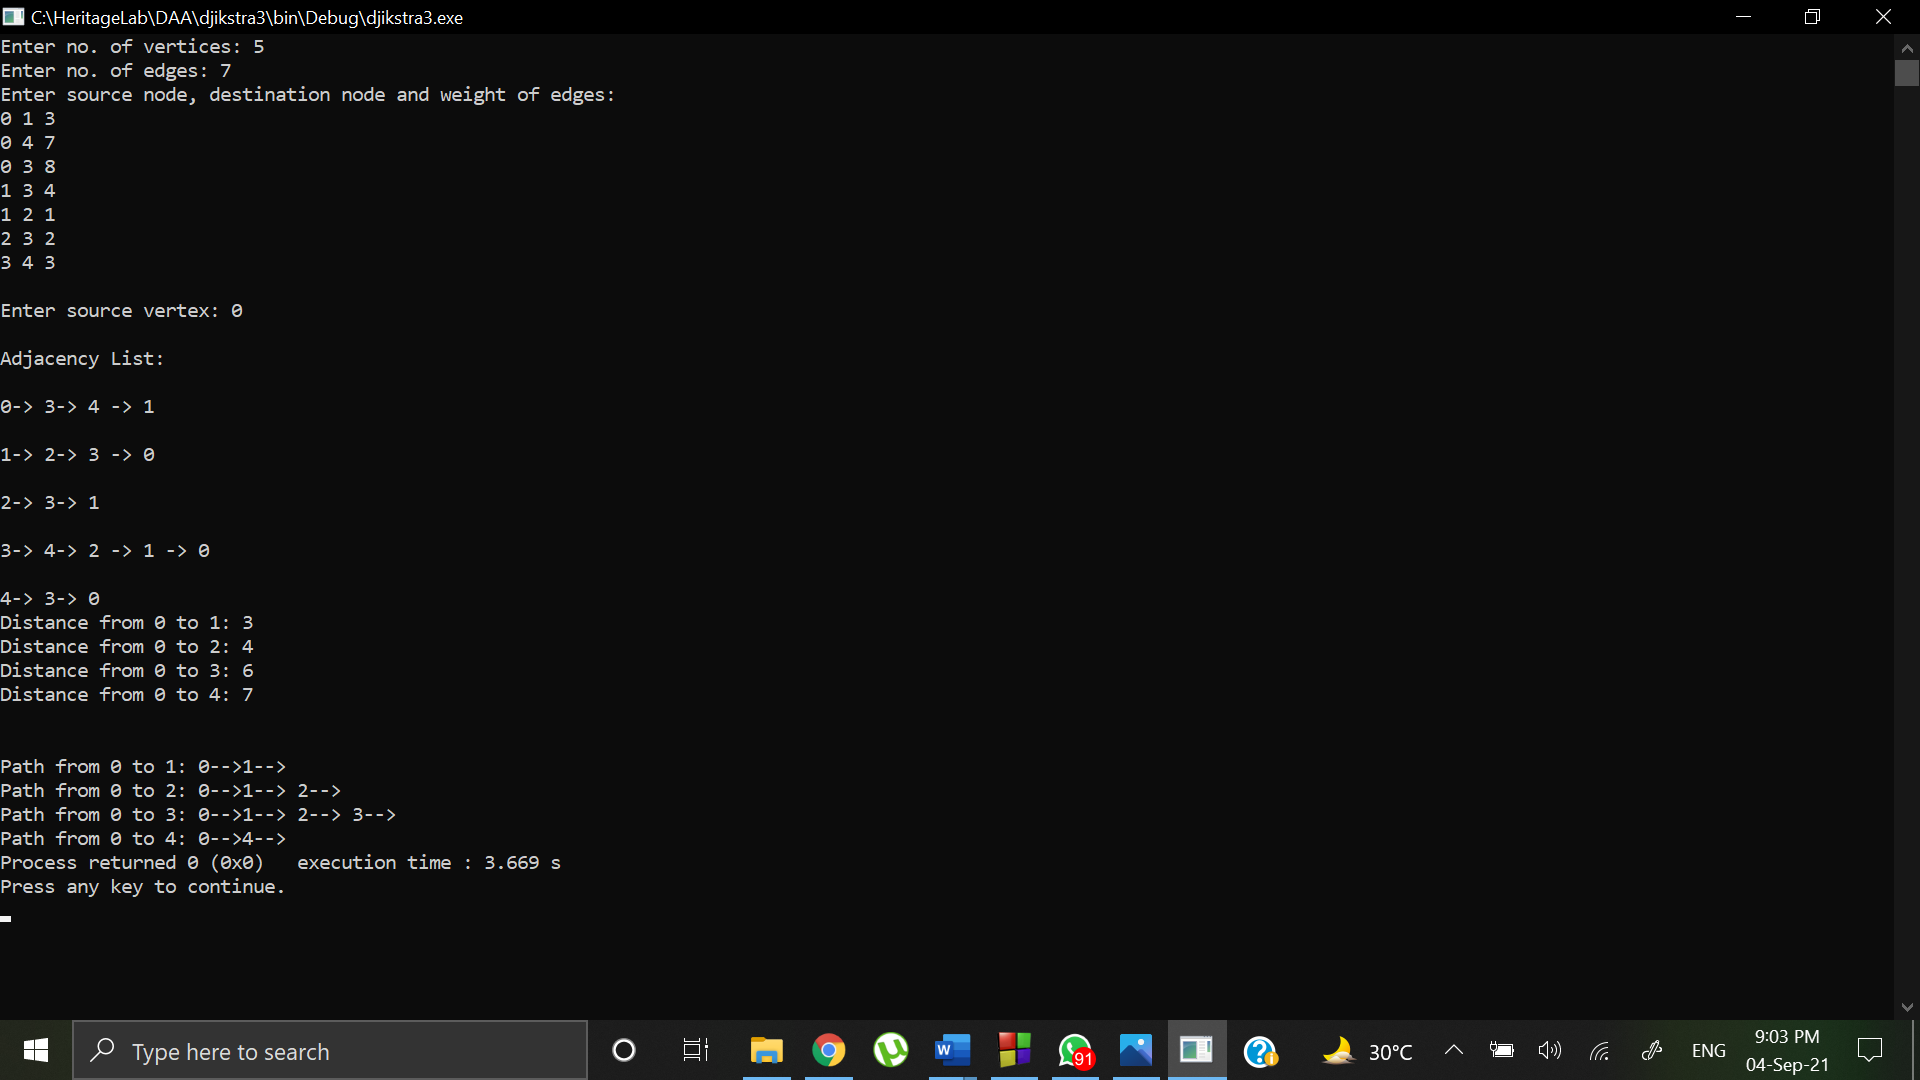 C:\HeritageLab\DAA\djikstra3\bin\Debug\djikstra3.exe
Enter no. of vertices: 5
Enter no. of edges: 7
Enter source node, destination node and weight of edges:
0 1 3
0 4 7
0 3 8
1 3 4
1 2 1
2 3 2
3 4 3
Enter source vertex: 0
Adjacency List:
0-> 3-> 4 -> 1
1-> 2-> 3 -> 0
2-> 3-> 1
3-> 4-> 2 -> 1 -> 0
4-> 3-> 0
Distance from 0 to 1: 3
Distance from 0 to 2: 4
Distance from 0 to 3: 6
Distance from 0 to 4: 7
Path from 0 to 1: 0-->1-->
Path from 0 to 2: 0-->1--> 2-->
Path from 0 to 3: 0-->1--> 2--> 3-->
Path from 0 to 4: 0-->4-->
Process returned 0 (0x0)   execution time : 3.669 s
Press any key to continue.
Type here to search
W
91
30°C
ENG
9:03 PM
04-Sep-21